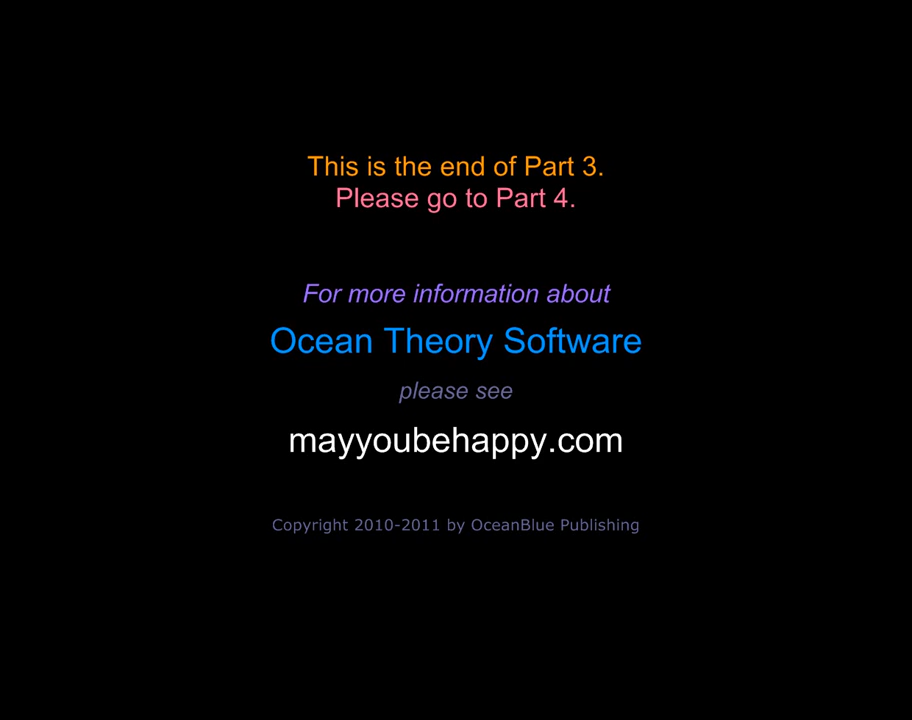 This is the end of Part 3.
Please go to Part 4.
For more information about
Ocean Theory Software
please see
mayyoubehappy.com
Copyright 2010-2011 by OceanBlue Publishing